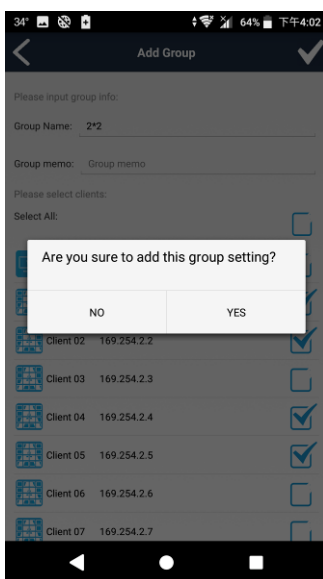 34° 64% 下午4:02
Add Group
Please input group info:
Group Name: 2*2
Group memo: Group memo
Please select clients:
Select All:
Are you sure to add this group setting?
NO YES
Client 02 169.254.2.2
Client 03 169.254.2.3
Client 04 169.254.2.4
Client 05 169.254.2.5
Client 06 169.254.2.6
Client 07 169.254.2.7